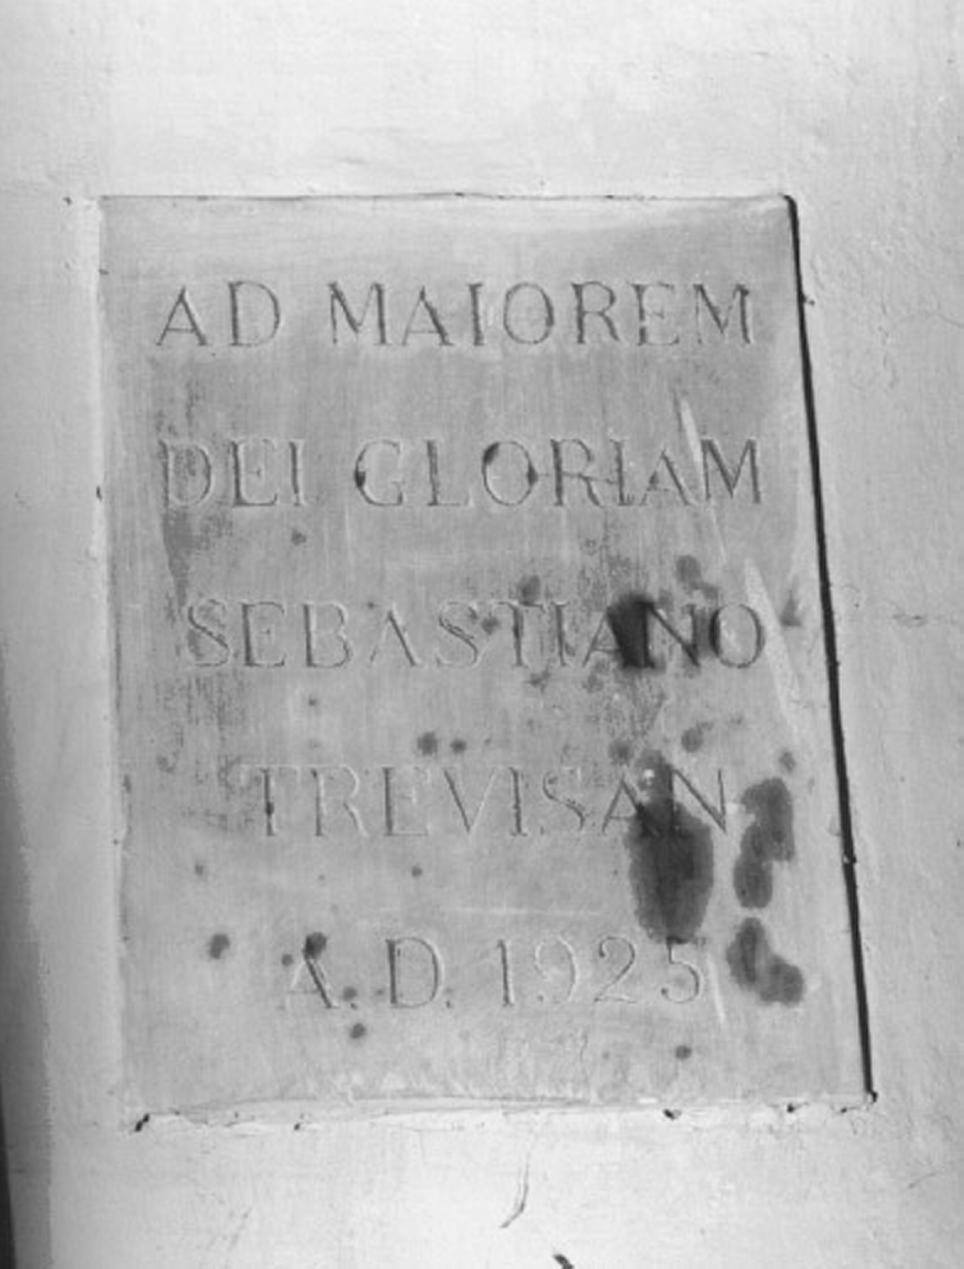 AD MAIOREM
DEI GLORIAM
SEBASTIANO
TREVISAN
A. D. 1925